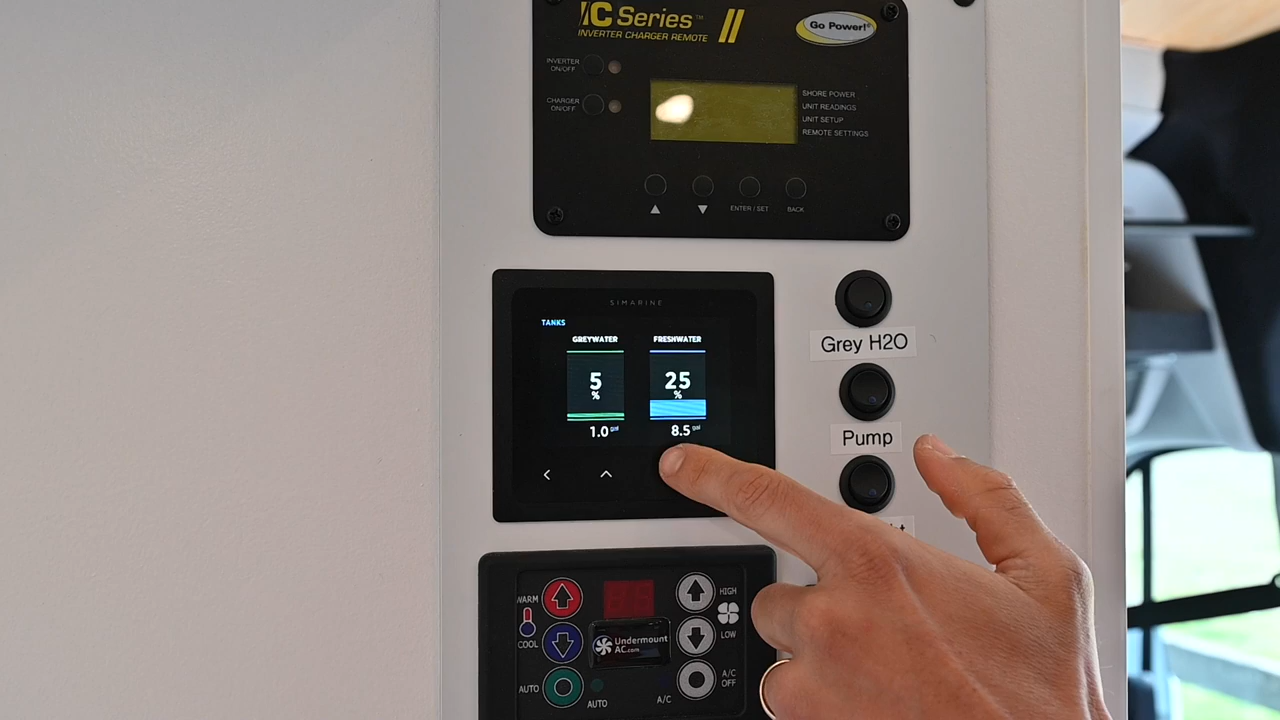 IC Series™
INVERTER CHARGER REMOTE
Go Power!®
INVERTER
ON/OFF
CHARGER
ON/OFF
SHORE POWER
UNIT READINGS
UNIT SETUP
REMOTE SETTINGS
ENTER / SET
BACK
SIMARINE
TANKS
GREYWATER
FRESHWATER
5
%
25
%
1.0 gal
8.5 gal
Grey H2O
Pump
WARM
COOL
AUTO
Undermount
AC.com
HIGH
LOW
A/C
OFF
AUTO
A/C